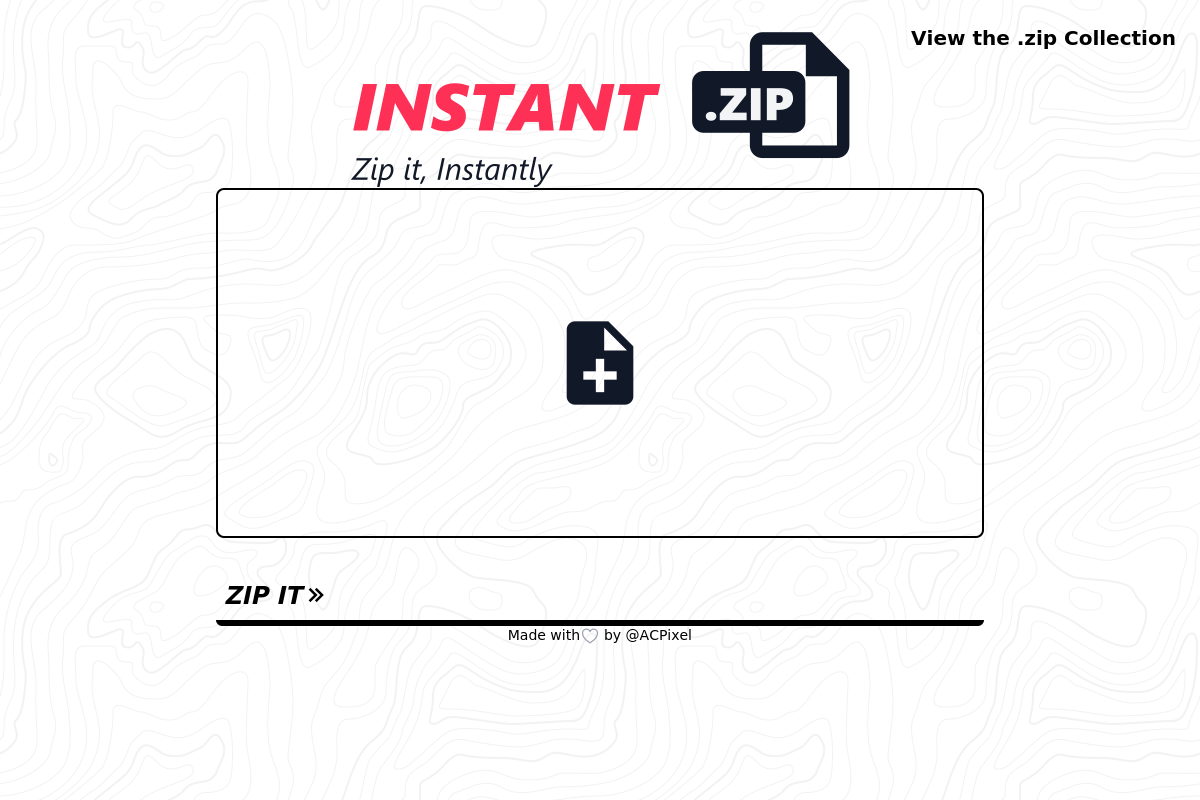 View the .zip Collection
INSTANT
.ZIP
Zip it, Instantly
ZIP IT
Made with by @ACPixel